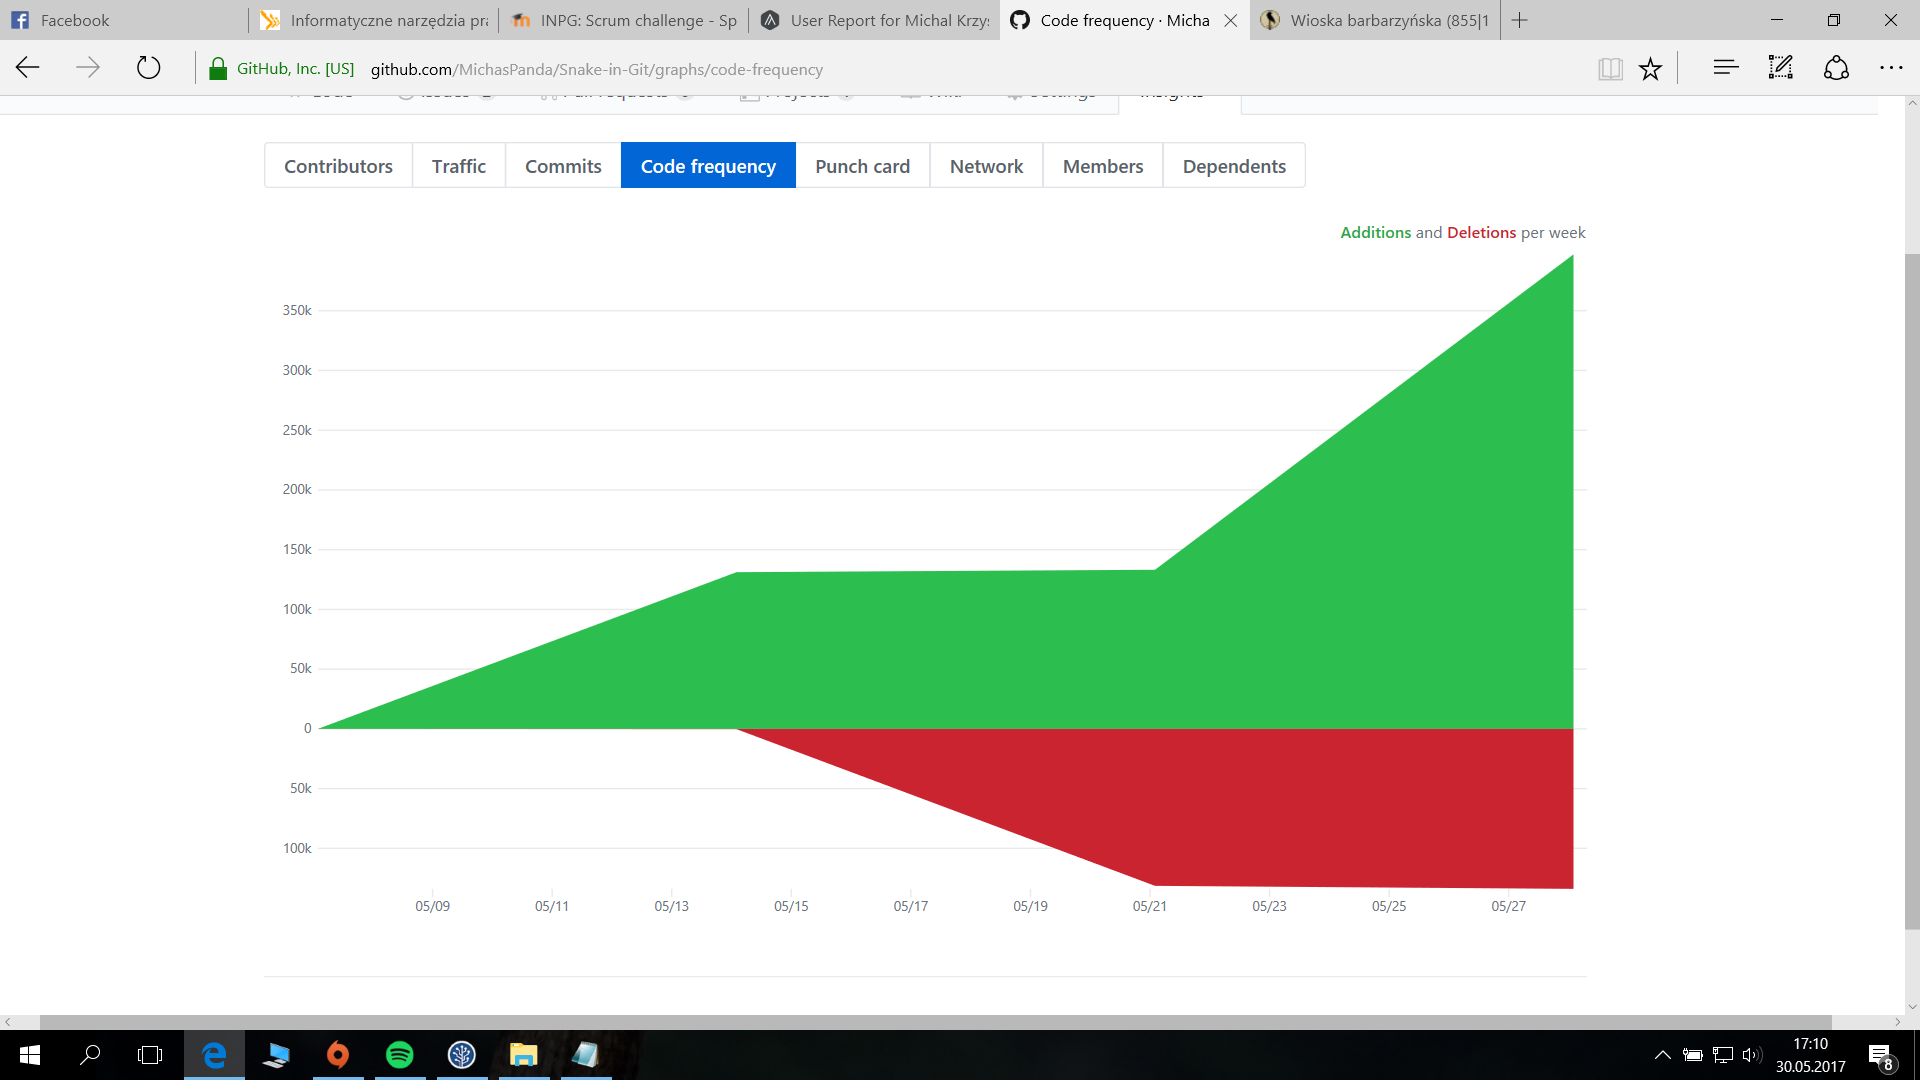 Facebook
Informatyczne narzędzia pra
INPG: Scrum challenge - Sp
User Report for Michal Krzys
Code frequency · Micha
Wioska barbarzyńska (855|1
GitHub, Inc. [US]
github.com/MichasPanda/Snake-in-Git/graphs/code-frequency
Contributors
Traffic
Commits
Code frequency
Punch card
Network
Members
Dependents
Additions and Deletions per week
350k
300k
250k
200k
150k
100k
50k
0
50k
100k
05/09
05/11
05/13
05/15
05/17
05/19
05/21
05/23
05/25
05/27
17:10
30.05.2017
8